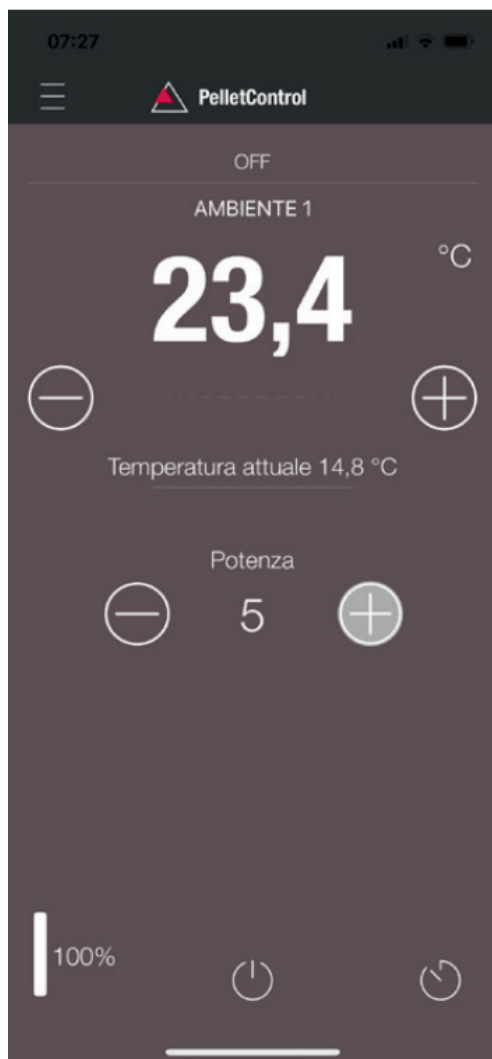 07:27
PelletControl
OFF
AMBIENTE 1
23,4 °C
Temperatura attuale 14,8 °C
Potenza
5
100%